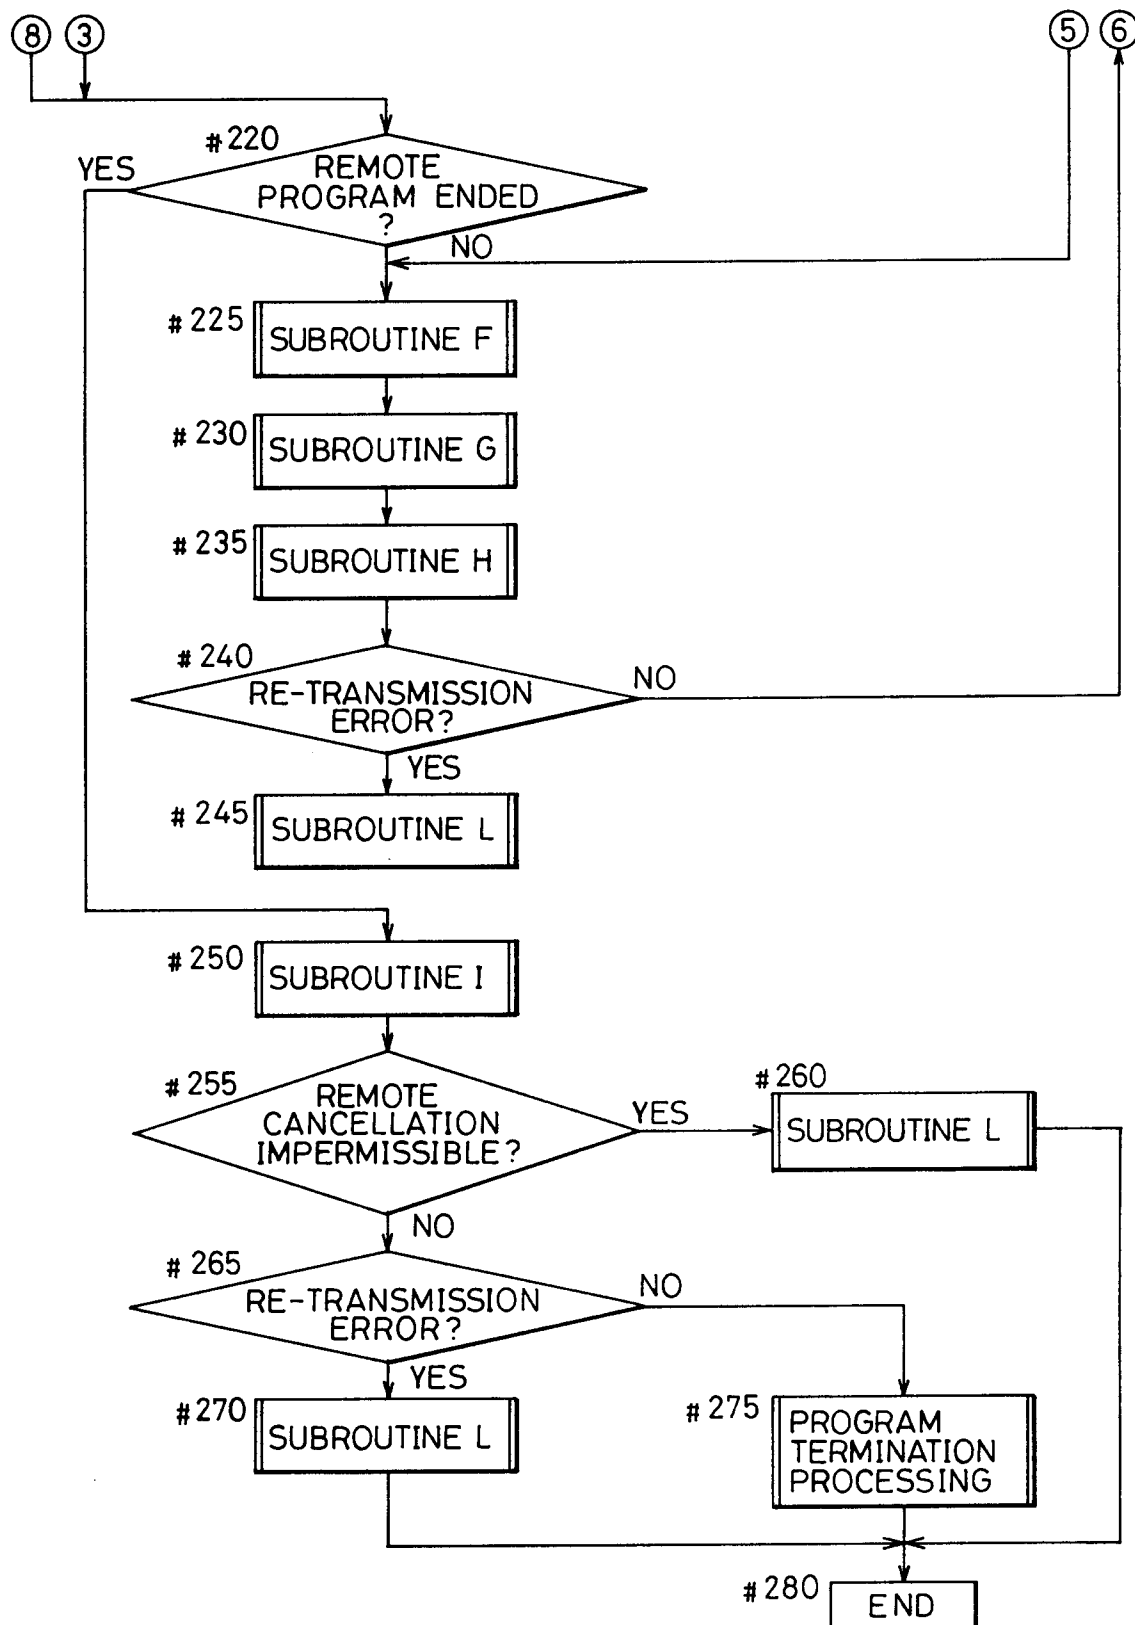 8 3 5 6
#220
YES
REMOTE
PROGRAM ENDED
?
NO
#225
SUBROUTINE F
#230
SUBROUTINE G
#235
SUBROUTINE H
#240
RE-TRANSMISSION
ERROR?
NO
YES
#245
SUBROUTINE L
#250
SUBROUTINE I
#255
REMOTE
CANCELLATION
IMPERMISSIBLE?
YES
#260
SUBROUTINE L
NO
#265
RE-TRANSMISSION
ERROR?
NO
YES
#270
SUBROUTINE L
#275
PROGRAM
TERMINATION
PROCESSING
#280
END